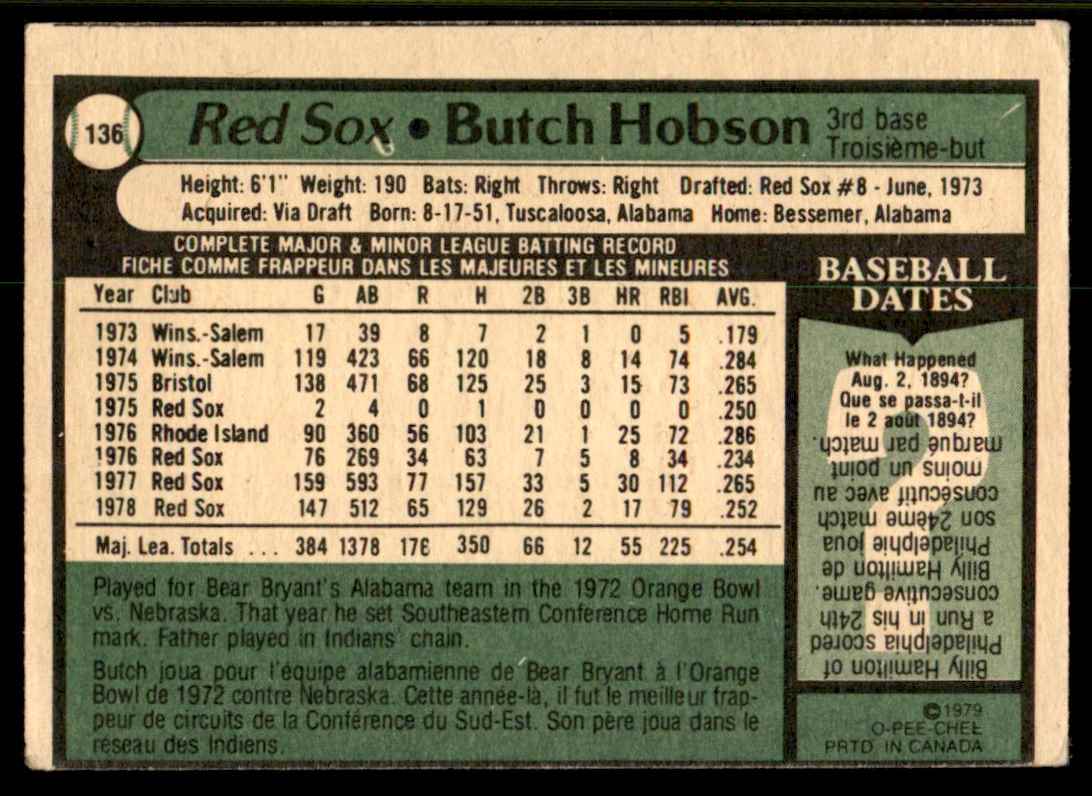 136
Red Sox • Butch Hobson
3rd base
Troisième-but
Height: 6'1" Weight: 190 Bats: Right Throws: Right Drafted: Red Sox #8 - June, 1973
Acquired: Via Draft Born: 8-17-51, Tuscaloosa, Alabama Home: Bessemer, Alabama
COMPLETE MAJOR & MINOR LEAGUE BATTING RECORD
FICHE COMME FRAPPEUR DANS LES MAJEURES ET LES MINEURES
Year Club G AB R H 2B 3B HR RBI AVG.
1973 Wins.-Salem 17 39 8 7 2 1 0 5 .179
1974 Wins.-Salem 119 423 66 120 18 8 14 74 .284
1975 Bristol 138 471 68 125 25 3 15 73 .265
1975 Red Sox 2 4 0 1 0 0 0 0 .250
1976 Rhode Island 90 360 56 103 21 1 25 72 .286
1976 Red Sox 76 269 34 63 7 5 8 34 .234
1977 Red Sox 159 593 77 157 33 5 30 112 .265
1978 Red Sox 147 512 65 129 26 2 17 79 .252
Maj. Lea. Totals ... 384 1378 176 350 66 12 55 225 .254
Played for Bear Bryant's Alabama team in the 1972 Orange Bowl
vs. Nebraska. That year he set Southeastern Conference Home Run
mark. Father played in Indians' chain.
Butch joua pour l'équipe alabamienne de Bear Bryant à l'Orange
Bowl de 1972 contre Nebraska. Cette année-là, il fut le meilleur frap-
peur de circuits de la Conférence du Sud-Est. Son père joua dans le
réseau des Indiens.
BASEBALL
DATES
What Happened
Aug. 2, 1894?
Que se passa-t-il
le 2 août 1894?
Billy Hamilton of
Philadelphia scored
a Run in his 24th
consecutive game.
Billy Hamilton de
Philadelphie joua
son 24ème match
consécutif avec au
moins un point
marqué par match.
©1979
O-PEE-CHEE
PRTD. IN CANADA